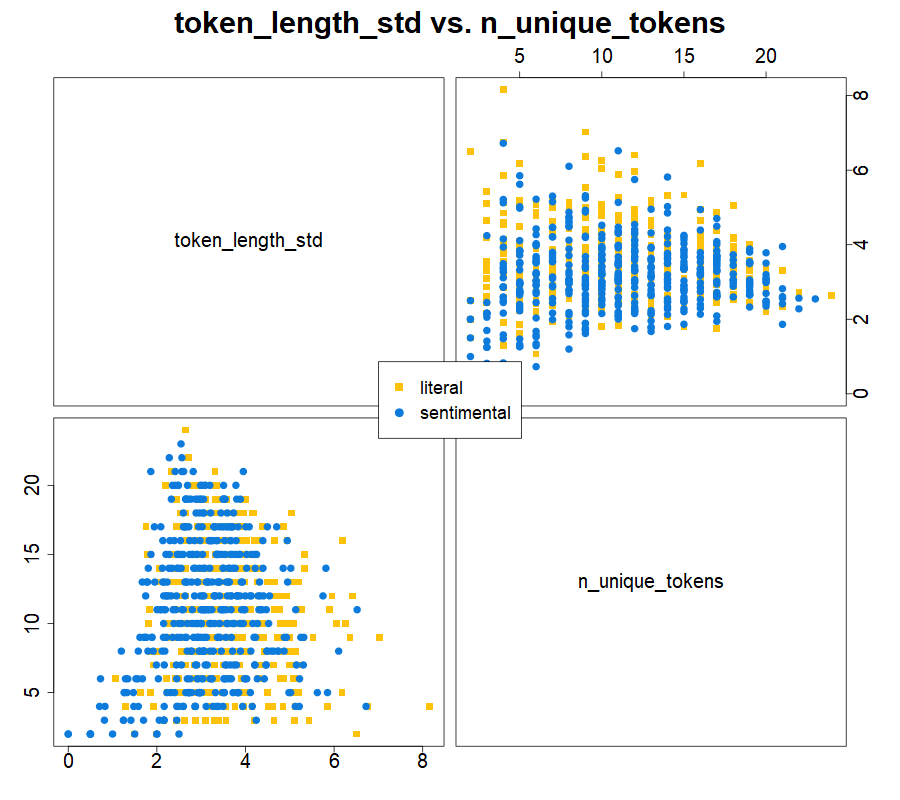 token_length_std vs. n_unique_tokens
5 10 15 20
token_length_std
8
6
4
2
0
literal
sentimental
20
15
10
5
n_unique_tokens
0 2 4 6 8